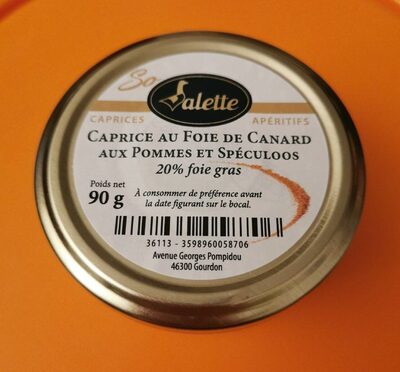 So
Valette
CAPRICES APÉRITIFS
CAPRICE AU FOIE DE CANARD
AUX POMMES ET SPÉCULOOS
20% foie gras
Poids net
90 g
À consommer de préférence avant
la date figurant sur le bocal.
36113 - 3598960058706
Avenue Georges Pompidou
46300 Gourdon